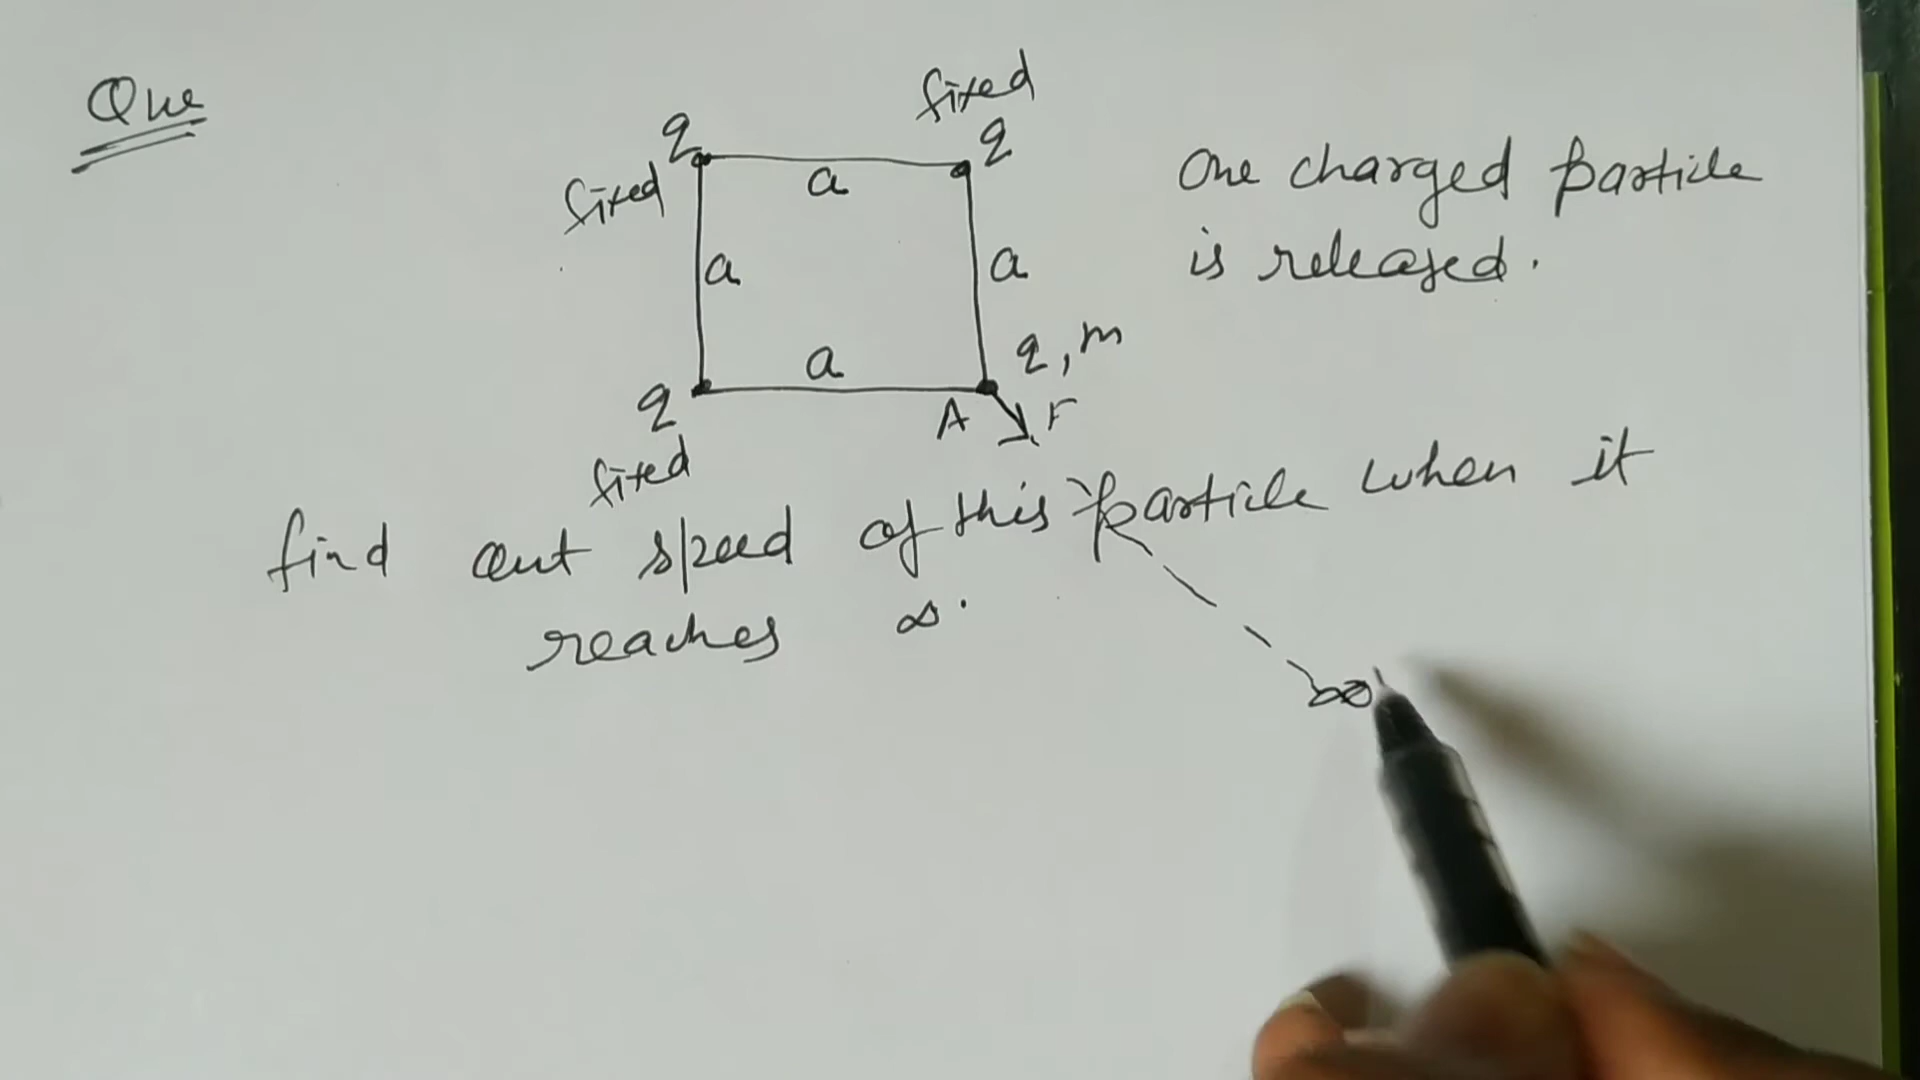 Que
fixed
q
q
fixed
a
One charged particle
is released.
a
a
q, m
a
q
A
F
fixed
find out speed of this particle when it
reaches ∞.
∞